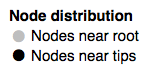 Node distribution
Nodes near root
Nodes near tips